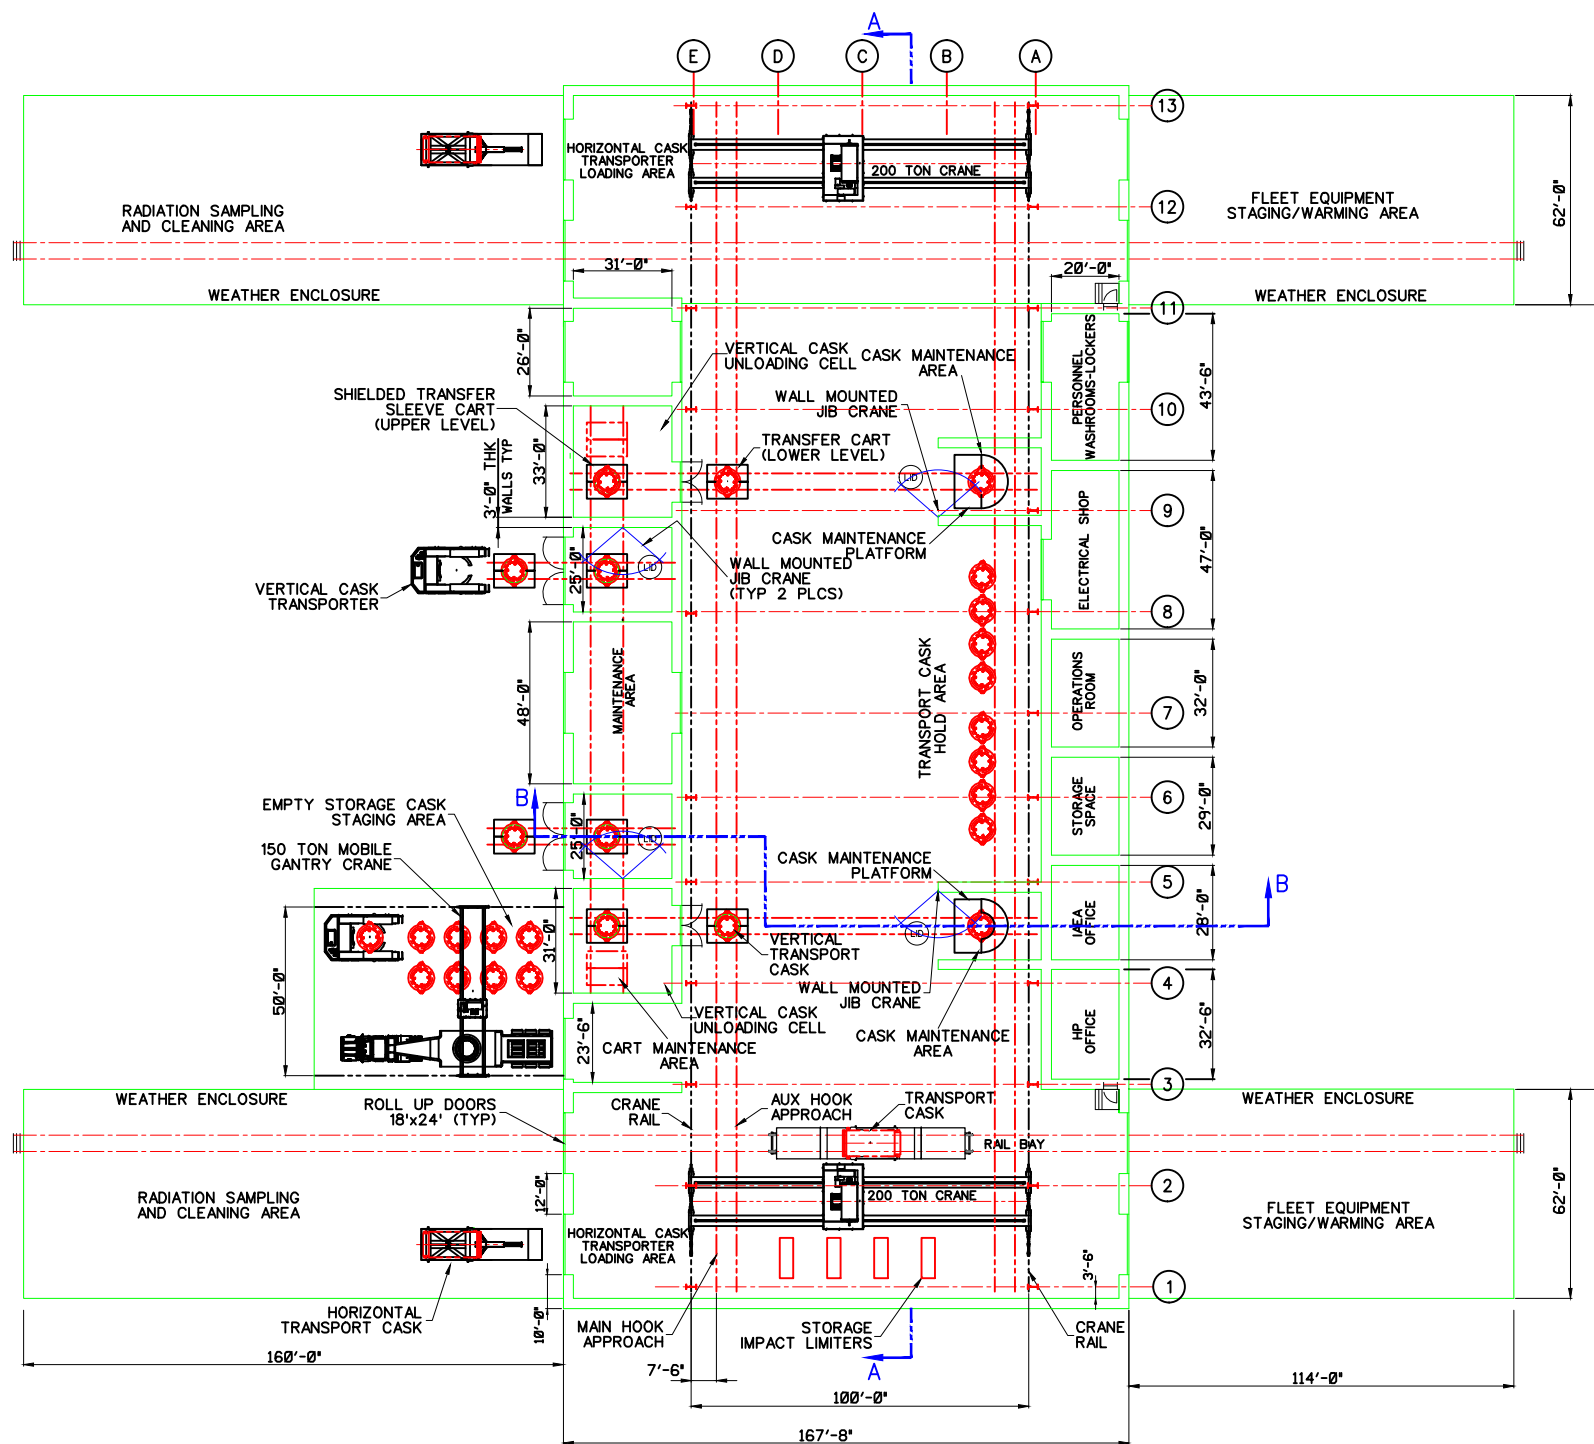 A
E
D
C
B
A
13
HORIZONTAL CASK
TRANSPORTER
LOADING AREA
200 TON CRANE
62'-0"
RADIATION SAMPLING
AND CLEANING AREA
12
FLEET EQUIPMENT
STAGING/WARMING AREA
31'-0"
20'-0"
WEATHER ENCLOSURE
WEATHER ENCLOSURE
11
26'-0"
VERTICAL CASK
UNLOADING CELL
CASK MAINTENANCE
AREA
PERSONNEL
WASHROOMS-LOCKERS
43'-6"
SHIELDED TRANSFER
SLEEVE CART
(UPPER LEVEL)
WALL MOUNTED
JIB CRANE
10
TRANSFER CART
(LOWER LEVEL)
3'-0" THK
WALLS TYP
33'-0"
LID
9
ELECTRICAL SHOP
47'-0"
CASK MAINTENANCE
PLATFORM
WALL MOUNTED
JIB CRANE
(TYP 2 PLCS)
LID
25'-0"
VERTICAL CASK
TRANSPORTER
8
MAINTENANCE
AREA
48'-0"
TRANSPORT CASK
HOLD AREA
OPERATIONS
ROOM
32'-0"
7
B
EMPTY STORAGE CASK
STAGING AREA
6
STORAGE
SPACE
29'-0"
150 TON MOBILE
GANTRY CRANE
25'-0"
LID
CASK MAINTENANCE
PLATFORM
5
B
AEA
OFFICE
28'-0"
31'-0"
LID
VERTICAL
TRANSPORT
CASK
50'-0"
WALL MOUNTED
JIB CRANE
4
VERTICAL CASK
UNLOADING CELL
23'-6"
CART MAINTENANCE
AREA
CASK MAINTENANCE
AREA
HP
OFFICE
32'-6"
3
WEATHER ENCLOSURE
ROLL UP DOORS
18'x24' (TYP)
CRANE
RAIL
AUX HOOK
APPROACH
TRANSPORT
CASK
WEATHER ENCLOSURE
RAIL BAY
2
12'-0"
200 TON CRANE
RADIATION SAMPLING
AND CLEANING AREA
FLEET EQUIPMENT
STAGING/WARMING AREA
62'-0"
HORIZONTAL CASK
TRANSPORTER
LOADING AREA
3'-6"
1
HORIZONTAL
TRANSPORT CASK
10'-0"
MAIN HOOK
APPROACH
STORAGE
IMPACT LIMITERS
CRANE
RAIL
160'-0"
7'-6"
A
114'-0"
100'-0"
167'-8"